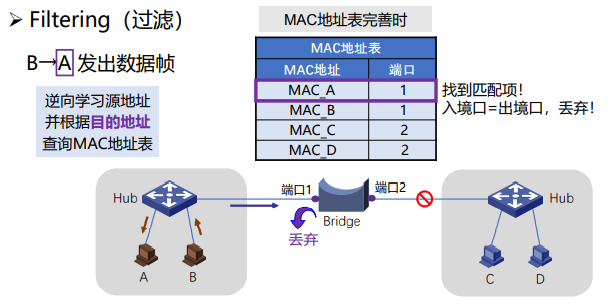 ➢ Filtering（过滤）
B→A 发出数据帧
逆向学习源地址
并根据目的地址
查询MAC地址表
MAC地址表完善时
MAC地址表
MAC地址 端口
MAC_A 1
MAC_B 1
MAC_C 2
MAC_D 2
找到匹配项！
入境口=出境口，丢弃！
Hub
A
B
端口1
端口2
Bridge
丢弃
Hub
C
D